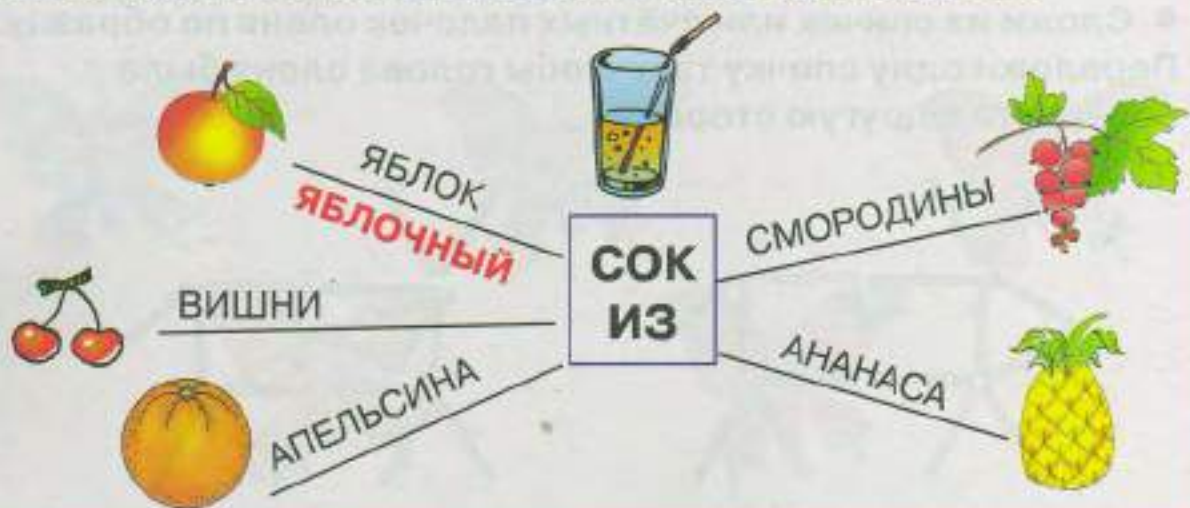 ЯБЛОК
ЯБЛОЧНЫЙ
СМОРОДИНЫ
СОК
ИЗ
ВИШНИ
АНАНАСА
АПЕЛЬСИНА